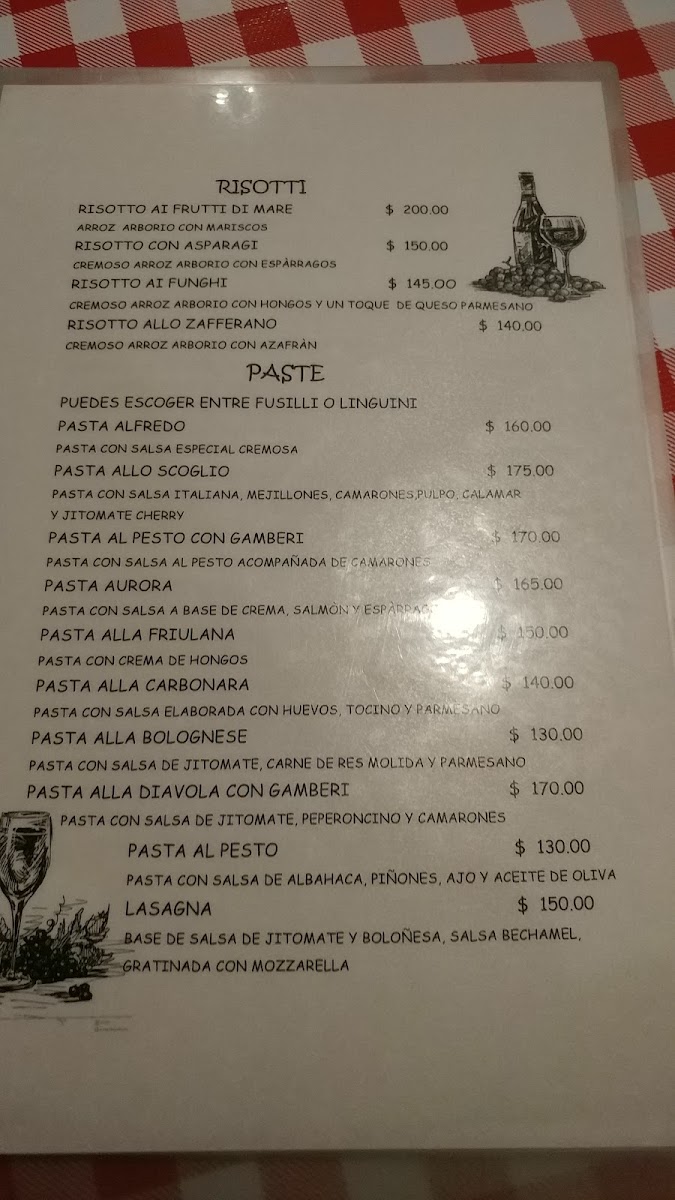 RISOTTI
RISOTTO AI FRUTTI DI MARE $ 200.00
ARROZ ARBORIO CON MARISCOS
RISOTTO CON ASPARAGI $ 150.00
CREMOSO ARROZ ARBORIO CON ESPÀRRAGOS
RISOTTO AI FUNGHI $ 145.00
CREMOSO ARROZ ARBORIO CON HONGOS Y UN TOQUE DE QUESO PARMESANO
RISOTTO ALLO ZAFFERANO $ 140.00
CREMOSO ARROZ ARBORIO CON AZAFRÀN
PASTE
PUEDES ESCOGER ENTRE FUSILLI O LINGUINI
PASTA ALFREDO $ 160.00
PASTA CON SALSA ESPECIAL CREMOSA
PASTA ALLO SCOGLIO $ 175.00
PASTA CON SALSA ITALIANA, MEJILLONES, CAMARONES,PULPO, CALAMAR
Y JITOMATE CHERRY
PASTA AL PESTO CON GAMBERI $ 170.00
PASTA CON SALSA AL PESTO ACOMPAÑADA DE CAMARONES
PASTA AURORA $ 165.00
PASTA CON SALSA A BASE DE CREMA, SALMÓN Y
PASTA ALLA FRIULANA $ 150.00
PASTA CON CREMA DE HONGOS
PASTA ALLA CARBONARA $ 140.00
PASTA CON SALSA ELABORADA CON HUEVOS, TOCINO Y PARMESANO
PASTA ALLA BOLOGNESE $ 130.00
PASTA CON SALSA DE JITOMATE, CARNE DE RES MOLIDA Y PARMESANO
PASTA ALLA DIAVOLA CON GAMBERI $ 170.00
PASTA CON SALSA DE JITOMATE, PEPERONCINO Y CAMARONES
PASTA AL PESTO $ 130.00
PASTA CON SALSA DE ALBAHACA, PIÑONES, AJO Y ACEITE DE OLIVA
LASAGNA $ 150.00
BASE DE SALSA DE JITOMATE Y BOLOÑESA, SALSA BECHAMEL,
GRATINADA CON MOZZARELLA